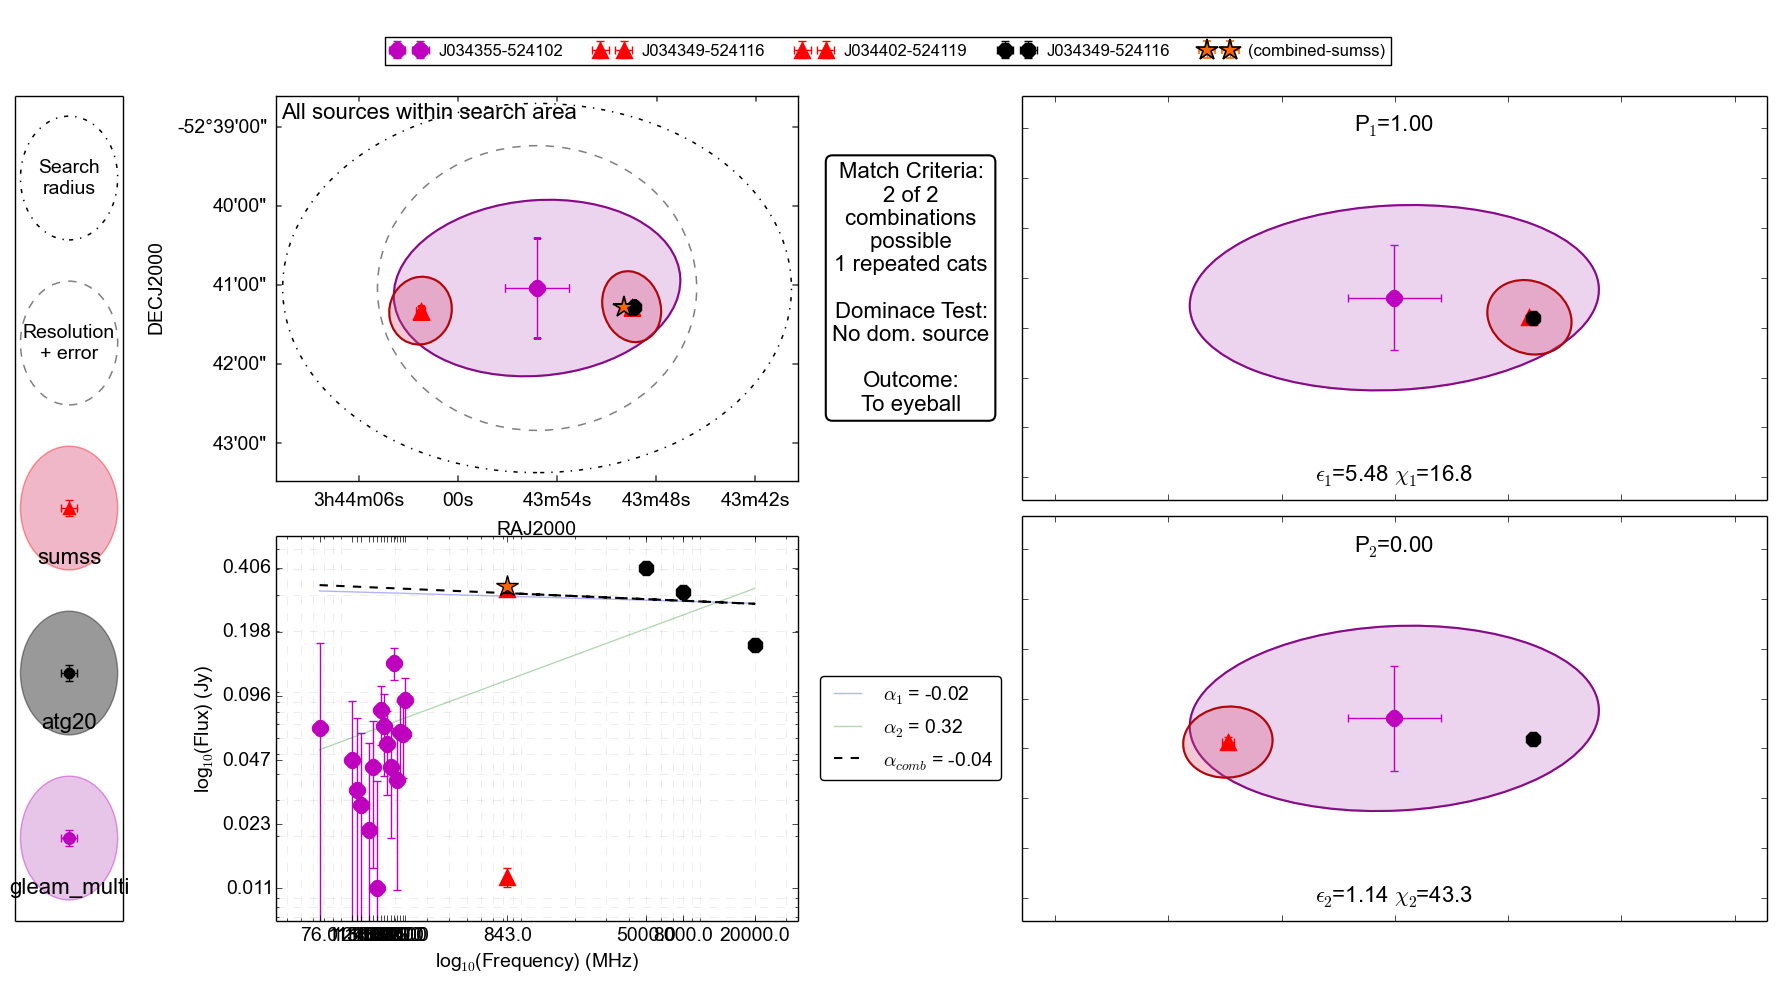 J034355-524102
J034349-524116
J034402-524119
J034349-524116
(combined-sumss)
Search
radius
Resolution
+ error
sumss
atg20
gleam_multi
All sources within search area
-52°39'00"
40'00"
41'00"
42'00"
43'00"
DECJ2000
3h44m06s
00s
43m54s
43m48s
43m42s
RAJ2000
Match Criteria:
2 of 2
combinations
possible
1 repeated cats
Dominace Test:
No dom. source
Outcome:
To eyeball
P1=1.00
ϵ1=5.48 χ1=16.8
P2=0.00
ϵ2=1.14 χ2=43.3
0.406
0.198
0.096
0.047
0.023
0.011
log10(Flux) (Jy)
843.0
5000.0
8000.0
20000.0
log10(Frequency) (MHz)
α1 = -0.02
α2 = 0.32
αcomb = -0.04